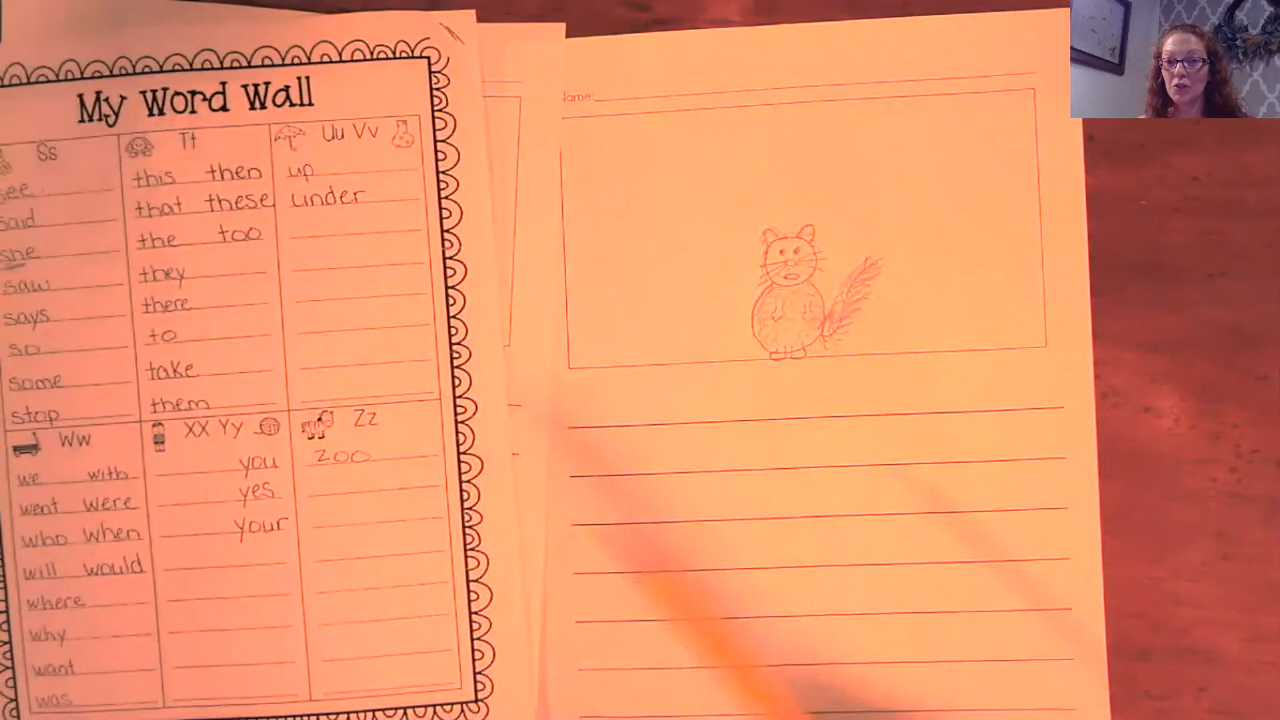 My Word Wall
Ss
see
said
she
saw
says
so
some
stop
Tt
this then
that these
the too
they
there
to
take
them
Uu Vv
up
under
Ww
we with
went were
who when
will would
where
why
want
was
XX Yy
you
yes
your
Zz
zoo
Name: